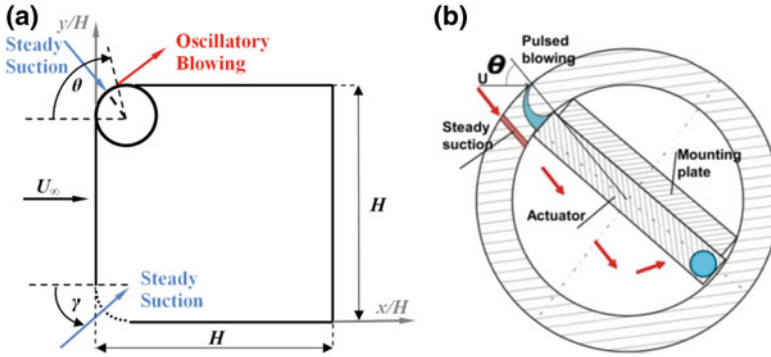 (a)
y/H
Steady
Suction
Oscillatory
Blowing
θ
U∞
H
γ
Steady
Suction
x/H
H
(b)
θ
Pulsed
blowing
U
Steady
suction
Mounting
plate
Actuator